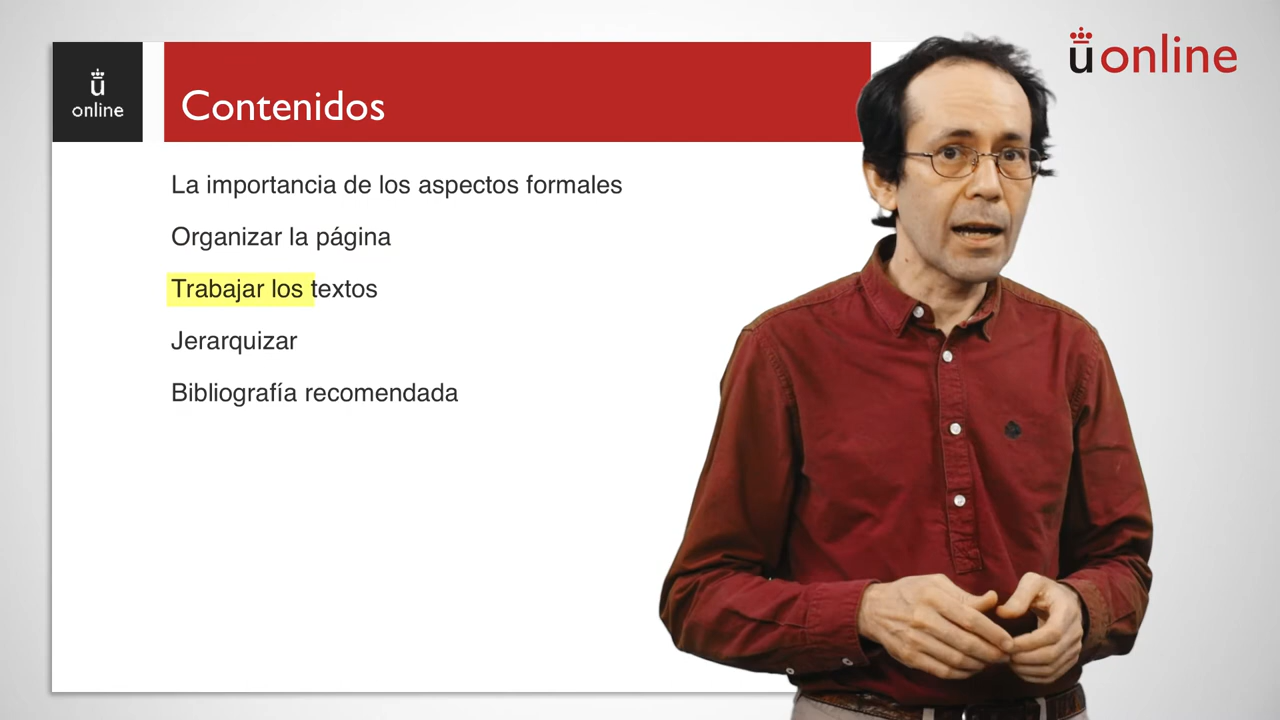 ü online
ü
online
Contenidos
La importancia de los aspectos formales
Organizar la página
Trabajar los textos
Jerarquizar
Bibliografía recomendada